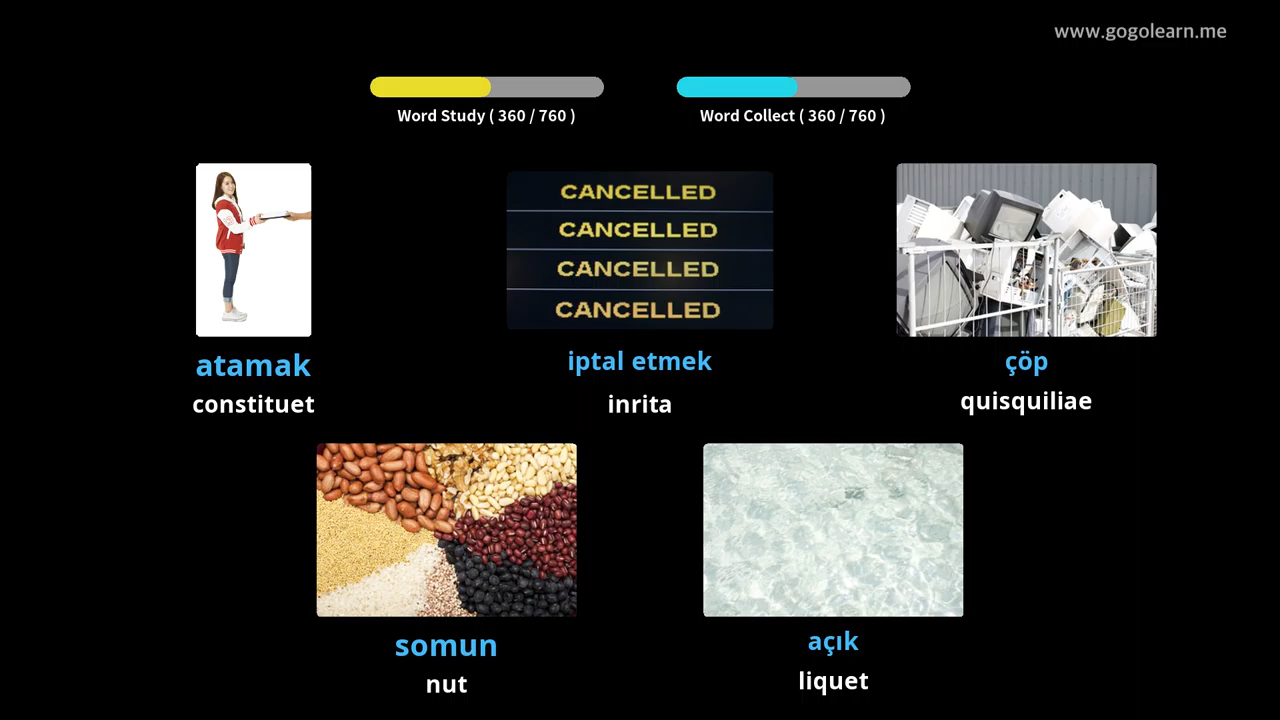 www.gogolearn.me
Word Study ( 360 / 760 )
Word Collect ( 360 / 760 )
CANCELLED
CANCELLED
CANCELLED
CANCELLED
atamak
constituet
iptal etmek
inrita
çöp
quisquiliae
somun
nut
açık
liquet